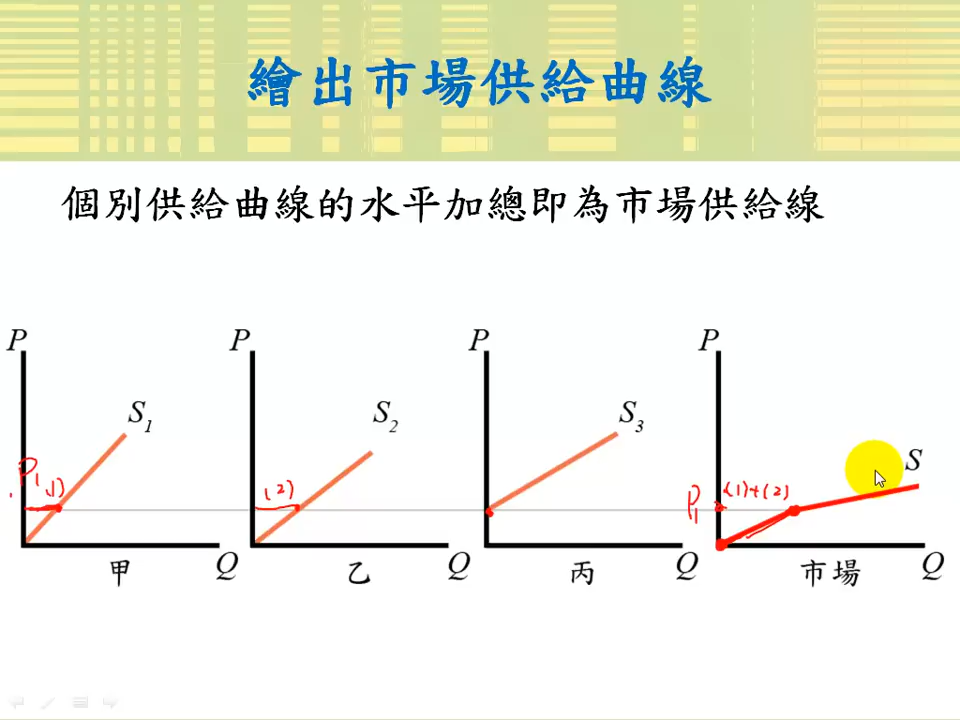 繪出市場供給曲線
個別供給曲線的水平加總即為市場供給線
P
P
P
P
S1
S2
S3
S
P1
(1)
(2)
P1
(1)+(2)
Q
Q
Q
Q
甲
乙
丙
市場